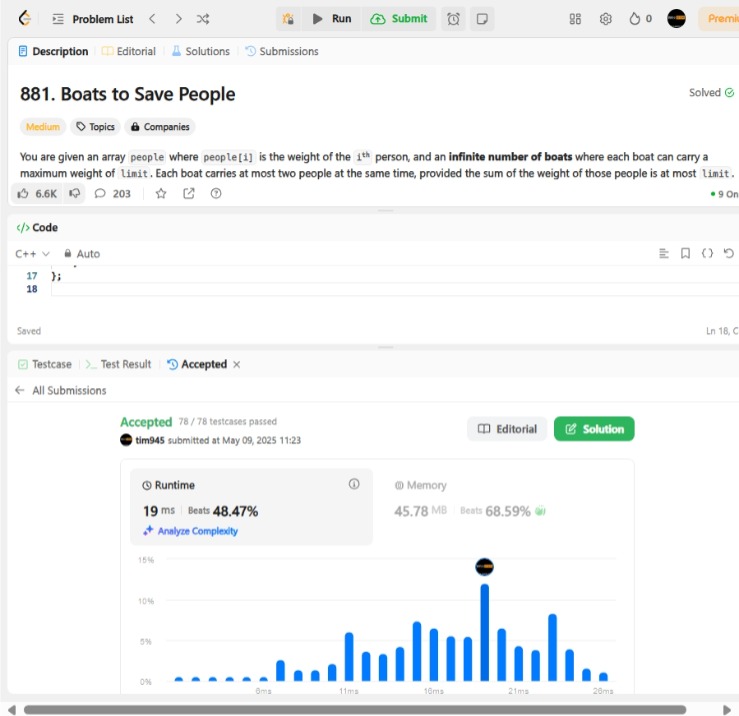 Problem List Run Submit 0 Premi
Description Editorial Solutions Submissions
881. Boats to Save People
Solved
Medium Topics Companies
You are given an array people where people[i] is the weight of the ith person, and an infinite number of boats where each boat can carry a
maximum weight of limit. Each boat carries at most two people at the same time, provided the sum of the weight of those people is at most limit.
6.6K 203 9 On
</> Code
C++ Auto
17 };
18
Saved Ln 18, C
Testcase >_ Test Result Accepted
All Submissions
Accepted 78 / 78 testcases passed
tim945 submitted at May 09, 2025 11:23
Editorial Solution
Runtime
19 ms Beats 48.47%
Analyze Complexity
Memory
45.78 MB Beats 68.59%
15%
10%
5%
0%
6ms 11ms 16ms 21ms 26ms